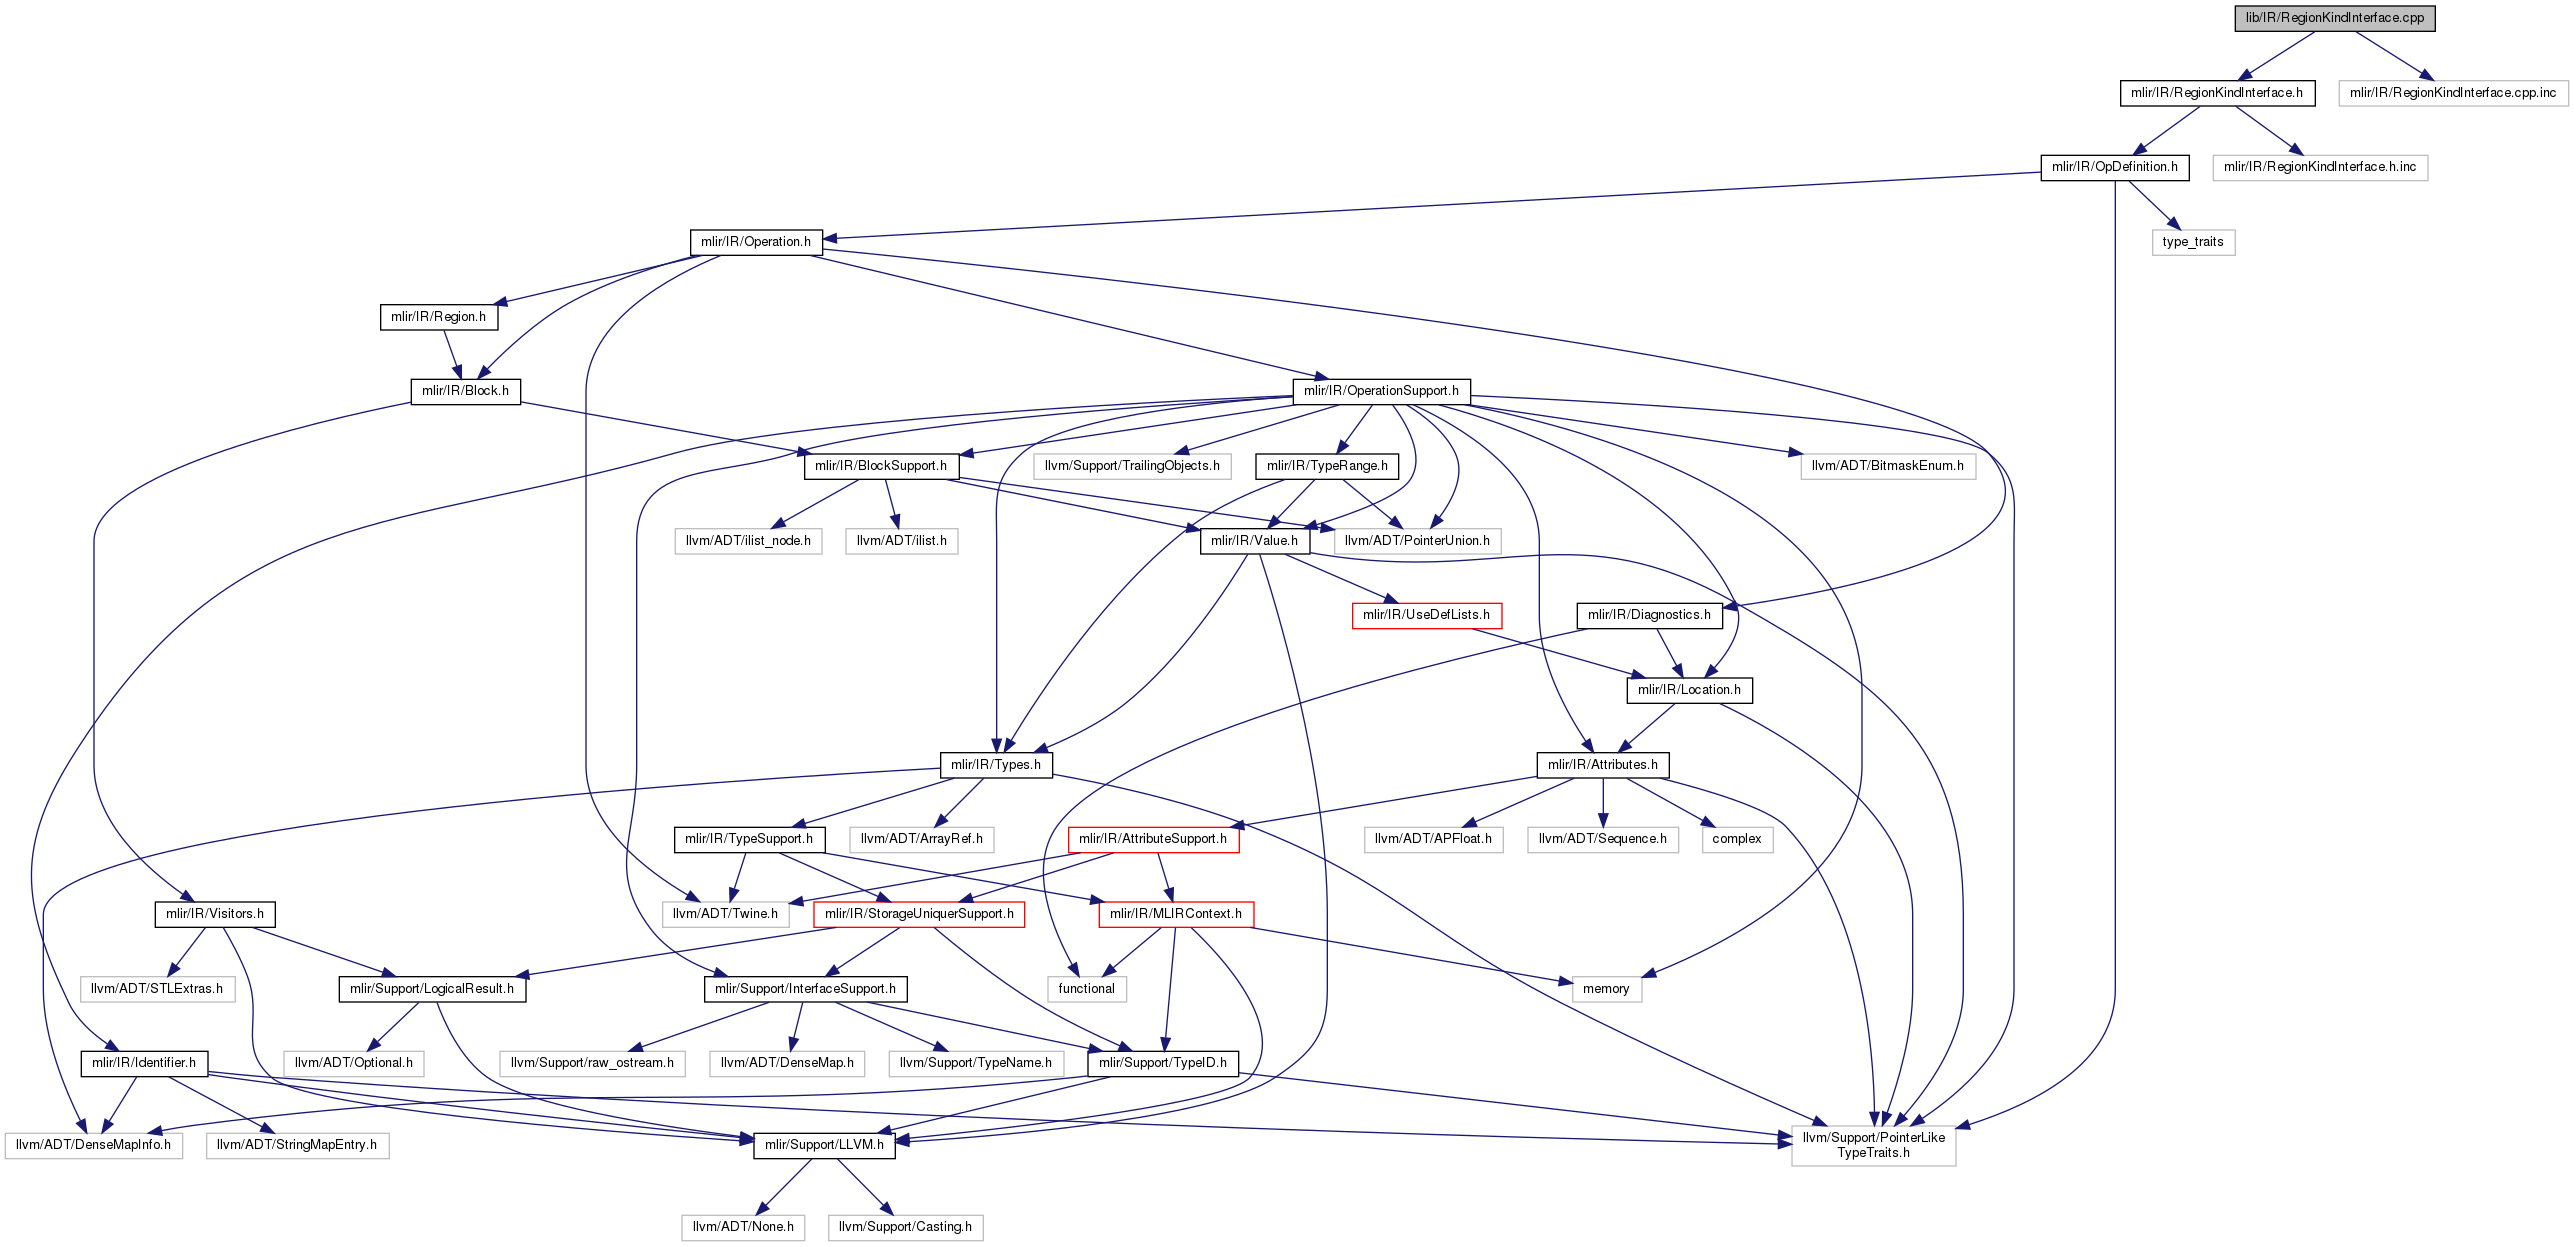 lib/IR/RegionKindInterface.cpp
mlir/IR/RegionKindInterface.h
mlir/IR/RegionKindInterface.cpp.inc
mlir/IR/OpDefinition.h
mlir/IR/RegionKindInterface.h.inc
mlir/IR/Operation.h
type_traits
mlir/IR/Region.h
mlir/IR/Block.h
mlir/IR/OperationSupport.h
mlir/IR/BlockSupport.h
llvm/Support/TrailingObjects.h
mlir/IR/TypeRange.h
llvm/ADT/BitmaskEnum.h
llvm/ADT/ilist_node.h
llvm/ADT/ilist.h
mlir/IR/Value.h
llvm/ADT/PointerUnion.h
mlir/IR/UseDefLists.h
mlir/IR/Diagnostics.h
mlir/IR/Location.h
mlir/IR/Types.h
mlir/IR/Attributes.h
mlir/IR/TypeSupport.h
llvm/ADT/ArrayRef.h
mlir/IR/AttributeSupport.h
llvm/ADT/APFloat.h
llvm/ADT/Sequence.h
complex
mlir/IR/Visitors.h
llvm/ADT/Twine.h
mlir/IR/StorageUniquerSupport.h
mlir/IR/MLIRContext.h
llvm/ADT/STLExtras.h
mlir/Support/LogicalResult.h
mlir/Support/InterfaceSupport.h
functional
memory
mlir/IR/Identifier.h
llvm/ADT/Optional.h
llvm/Support/raw_ostream.h
llvm/ADT/DenseMap.h
llvm/Support/TypeName.h
mlir/Support/TypeID.h
llvm/ADT/DenseMapInfo.h
llvm/ADT/StringMapEntry.h
mlir/Support/LLVM.h
llvm/Support/PointerLike
TypeTraits.h
llvm/ADT/None.h
llvm/Support/Casting.h